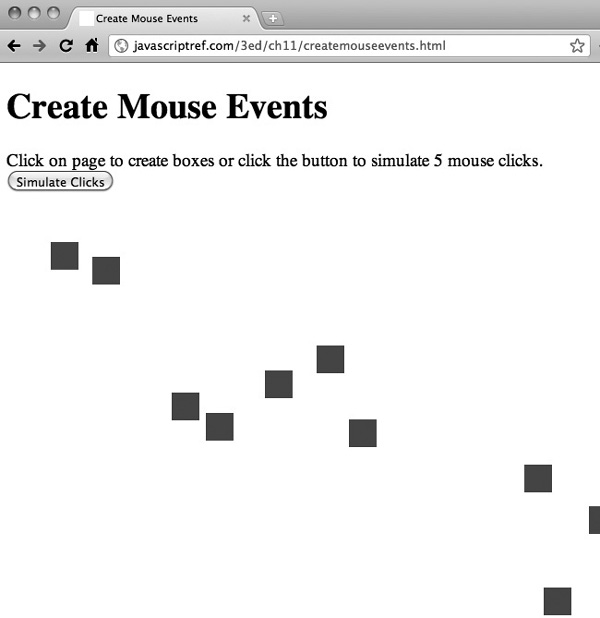 Create Mouse Events
javascriptref.com/3ed/ch11/createmouseevents.html
Create Mouse Events
Click on page to create boxes or click the button to simulate 5 mouse clicks.
Simulate Clicks